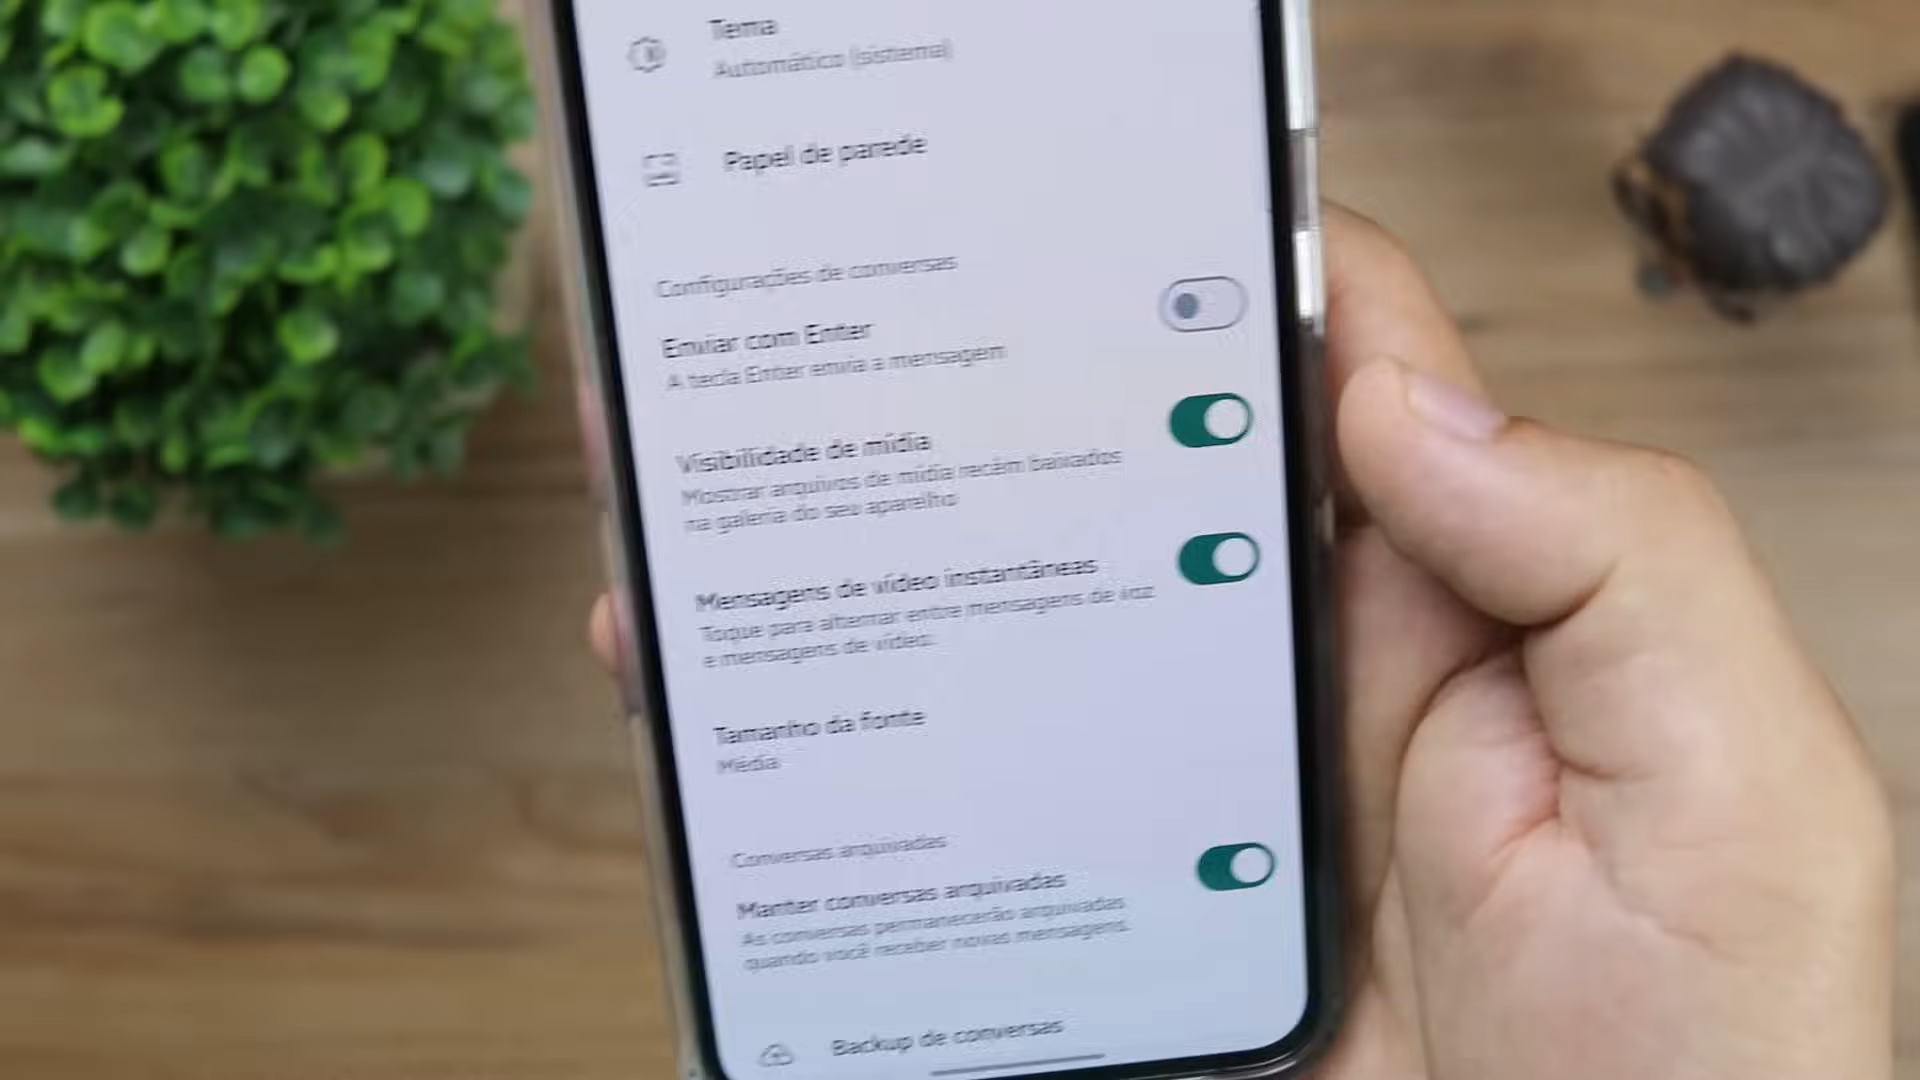 Tema
Automático (sistema)
Papel de parede
Configurações de conversas
Enviar com Enter
A tecla Enter envia a mensagem
Visibilidade de mídia
Mostrar arquivos de mídia recém baixados
na galeria do seu aparelho
Mensagens de vídeo instantâneas
Toque para alternar entre mensagens de voz
e mensagens de vídeo.
Tamanho da fonte
Média
Conversas arquivadas
Manter conversas arquivadas
As conversas permanecerão arquivadas
quando você receber novas mensagens.
Backup de conversas